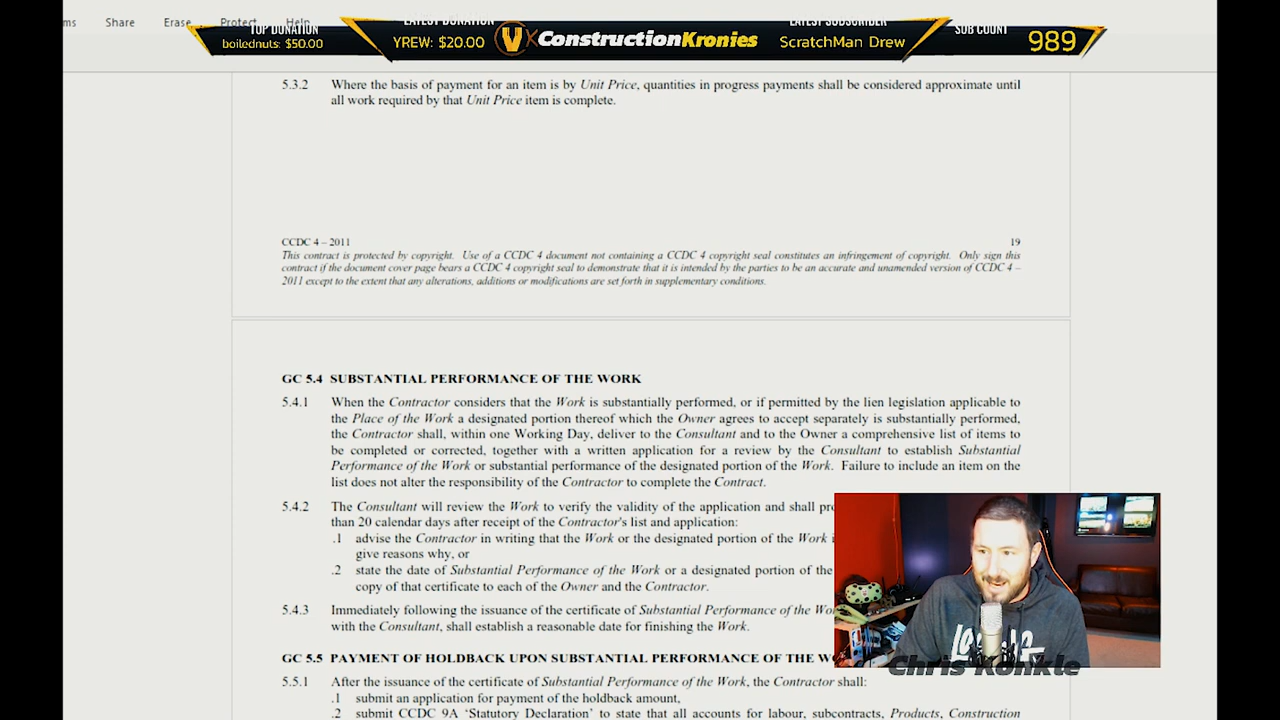 ms Share Erase Protect Help
TOP DONATION
boilednuts: $50.00
LATEST DONATION
YREW: $20.00
ConstructionKronies
LATEST SUBSCRIBER
ScratchMan Drew
SUB COUNT
989
5.3.2 Where the basis of payment for an item is by Unit Price, quantities in progress payments shall be considered approximate until
all work required by that Unit Price item is complete.
CCDC 4 – 2011 19
This contract is protected by copyright. Use of a CCDC 4 document not containing a CCDC 4 copyright seal constitutes an infringement of copyright. Only sign this
contract if the document cover page bears a CCDC 4 copyright seal to demonstrate that it is intended by the parties to be an accurate and unamended version of CCDC 4 –
2011 except to the extent that any alterations, additions or modifications are set forth in supplementary conditions.
GC 5.4 SUBSTANTIAL PERFORMANCE OF THE WORK
5.4.1 When the Contractor considers that the Work is substantially performed, or if permitted by the lien legislation applicable to
the Place of the Work a designated portion thereof which the Owner agrees to accept separately is substantially performed,
the Contractor shall, within one Working Day, deliver to the Consultant and to the Owner a comprehensive list of items to
be completed or corrected, together with a written application for a review by the Consultant to establish Substantial
Performance of the Work or substantial performance of the designated portion of the Work. Failure to include an item on the
list does not alter the responsibility of the Contractor to complete the Contract.
5.4.2 The Consultant will review the Work to verify the validity of the application and shall pro
than 20 calendar days after receipt of the Contractor's list and application:
.1 advise the Contractor in writing that the Work or the designated portion of the Work
give reasons why, or
.2 state the date of Substantial Performance of the Work or a designated portion of the
copy of that certificate to each of the Owner and the Contractor.
5.4.3 Immediately following the issuance of the certificate of Substantial Performance of the Wo
with the Consultant, shall establish a reasonable date for finishing the Work.
GC 5.5 PAYMENT OF HOLDBACK UPON SUBSTANTIAL PERFORMANCE OF THE W
Chris Konkle
5.5.1 After the issuance of the certificate of Substantial Performance of the Work, the Contractor shall:
.1 submit an application for payment of the holdback amount,
.2 submit CCDC 9A ‘Statutory Declaration’ to state that all accounts for labour, subcontracts, Products, Construction